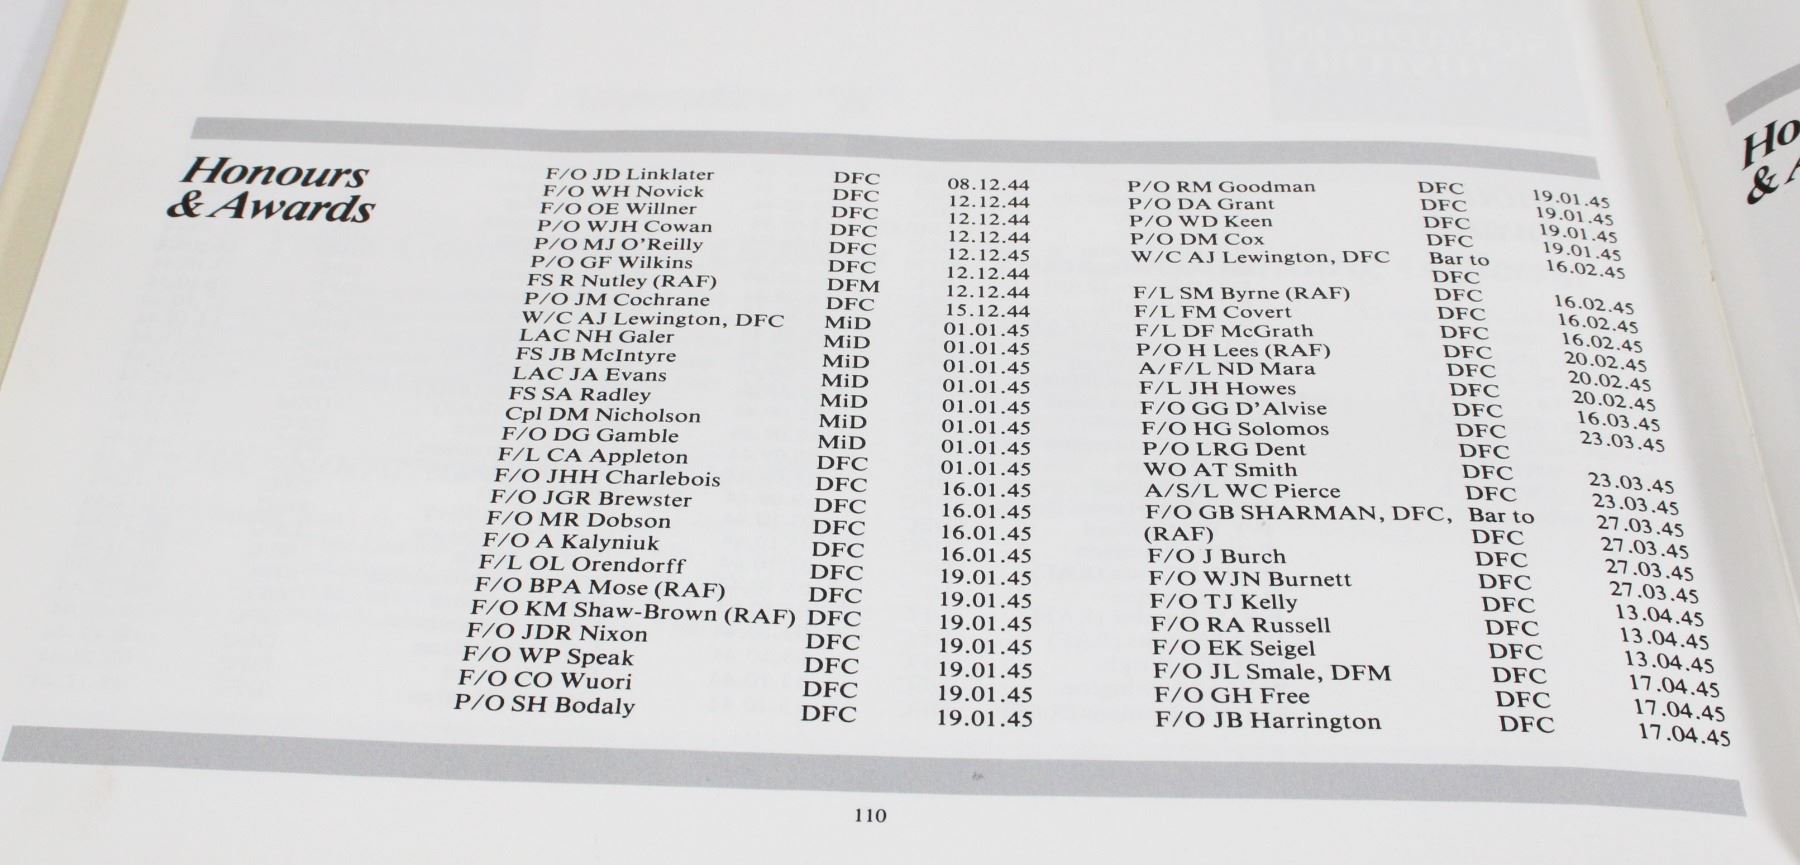 Honours
& Awards
F/O JD Linklater DFC 08.12.44
F/O WH Novick DFC 12.12.44
F/O OE Willner DFC 12.12.44
P/O WJH Cowan DFC 12.12.44
P/O MJ O'Reilly DFC 12.12.45
P/O GF Wilkins DFC 12.12.44
FS R Nutley (RAF) DFM 12.12.44
P/O JM Cochrane DFC 15.12.44
W/C AJ Lewington, DFC MiD 01.01.45
LAC NH Galer MiD 01.01.45
FS JB McIntyre MiD 01.01.45
LAC JA Evans MiD 01.01.45
FS SA Radley MiD 01.01.45
Cpl DM Nicholson MiD 01.01.45
F/O DG Gamble MiD 01.01.45
F/L CA Appleton DFC 01.01.45
F/O JHH Charlebois DFC 16.01.45
F/O JGR Brewster DFC 16.01.45
F/O MR Dobson DFC 16.01.45
F/O A Kalyniuk DFC 16.01.45
F/L OL Orendorff DFC 19.01.45
F/O BPA Mose (RAF) DFC 19.01.45
F/O KM Shaw-Brown (RAF) DFC 19.01.45
F/O JDR Nixon DFC 19.01.45
F/O WP Speak DFC 19.01.45
F/O CO Wuori DFC 19.01.45
P/O SH Bodaly DFC 19.01.45
P/O RM Goodman DFC 19.01.45
P/O DA Grant DFC 19.01.45
P/O WD Keen DFC 19.01.45
P/O DM Cox DFC 19.01.45
W/C AJ Lewington, DFC Bar to 16.02.45
DFC
F/L SM Byrne (RAF) DFC 16.02.45
F/L FM Covert DFC 16.02.45
F/L DF McGrath DFC 16.02.45
P/O H Lees (RAF) DFC 20.02.45
A/F/L ND Mara DFC 20.02.45
F/L JH Howes DFC 20.02.45
F/O GG D'Alvise DFC 16.03.45
F/O HG Solomos DFC 23.03.45
P/O LRG Dent DFC
WO AT Smith DFC 23.03.45
A/S/L WC Pierce DFC 23.03.45
F/O GB SHARMAN, DFC, Bar to 27.03.45
(RAF) DFC 27.03.45
F/O J Burch DFC 27.03.45
F/O WJN Burnett DFC 27.03.45
F/O TJ Kelly DFC 13.04.45
F/O RA Russell DFC 13.04.45
F/O EK Seigel DFC 13.04.45
F/O JL Smale, DFM DFC 17.04.45
F/O GH Free DFC 17.04.45
F/O JB Harrington DFC 17.04.45
110
Ho
&